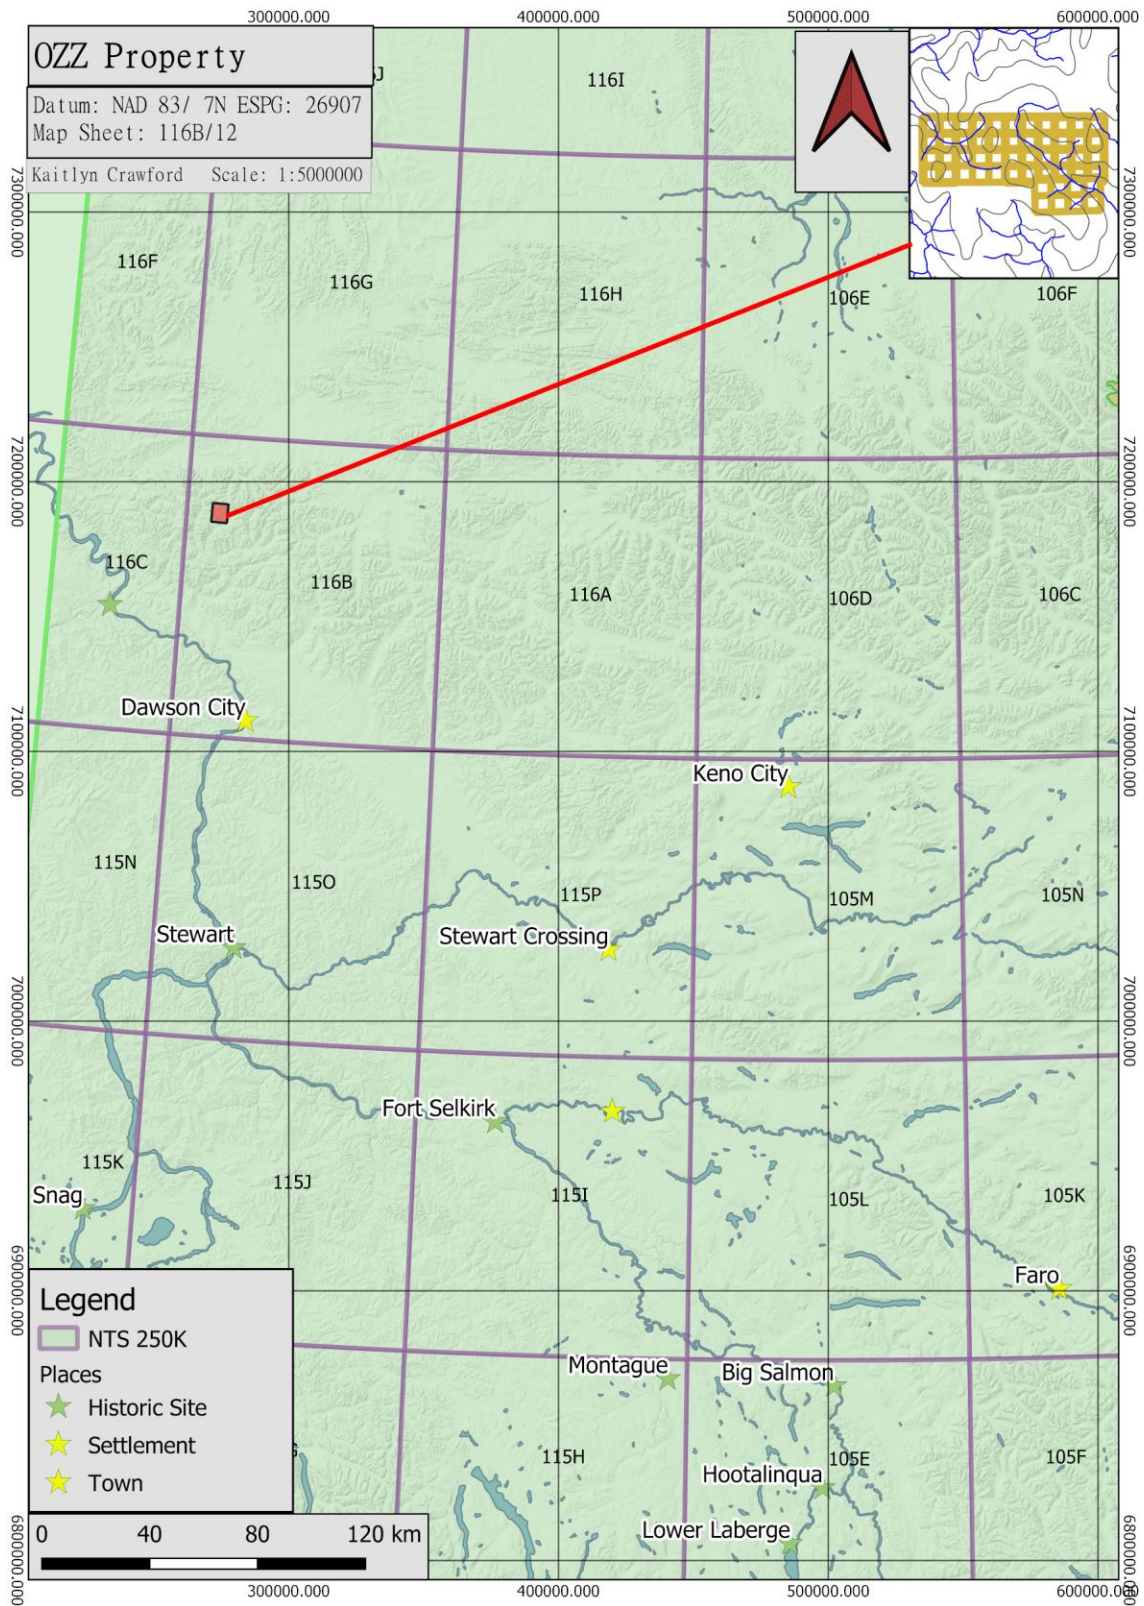 300000.000 400000.000 500000.000 600000.000
OZZ Property
Datum: NAD 83/ 7N ESPG: 26907
Map Sheet: 116B/12
Kaitlyn Crawford Scale: 1:5000000
J
116I
7300000.000
7300000.000
116F
116G
116H
106E
106F
7200000.000
7200000.000
116C
116B
116A
106D
106C
Dawson City
7100000.000
7100000.000
Keno City
115N
115O
115P
105M
105N
Stewart
Stewart Crossing
7000000.000
7000000.000
Fort Selkirk
115K
115J
115I
105L
105K
Snag
6900000.000
6900000.000
Faro
Legend
NTS 250K
Places
Historic Site
Settlement
Town
Montague
Big Salmon
115H
105E
105F
Hootalinqua
Lower Laberge
6800000.000
6800000.000
0 40 80 120 km
300000.000 400000.000 500000.000 600000.000